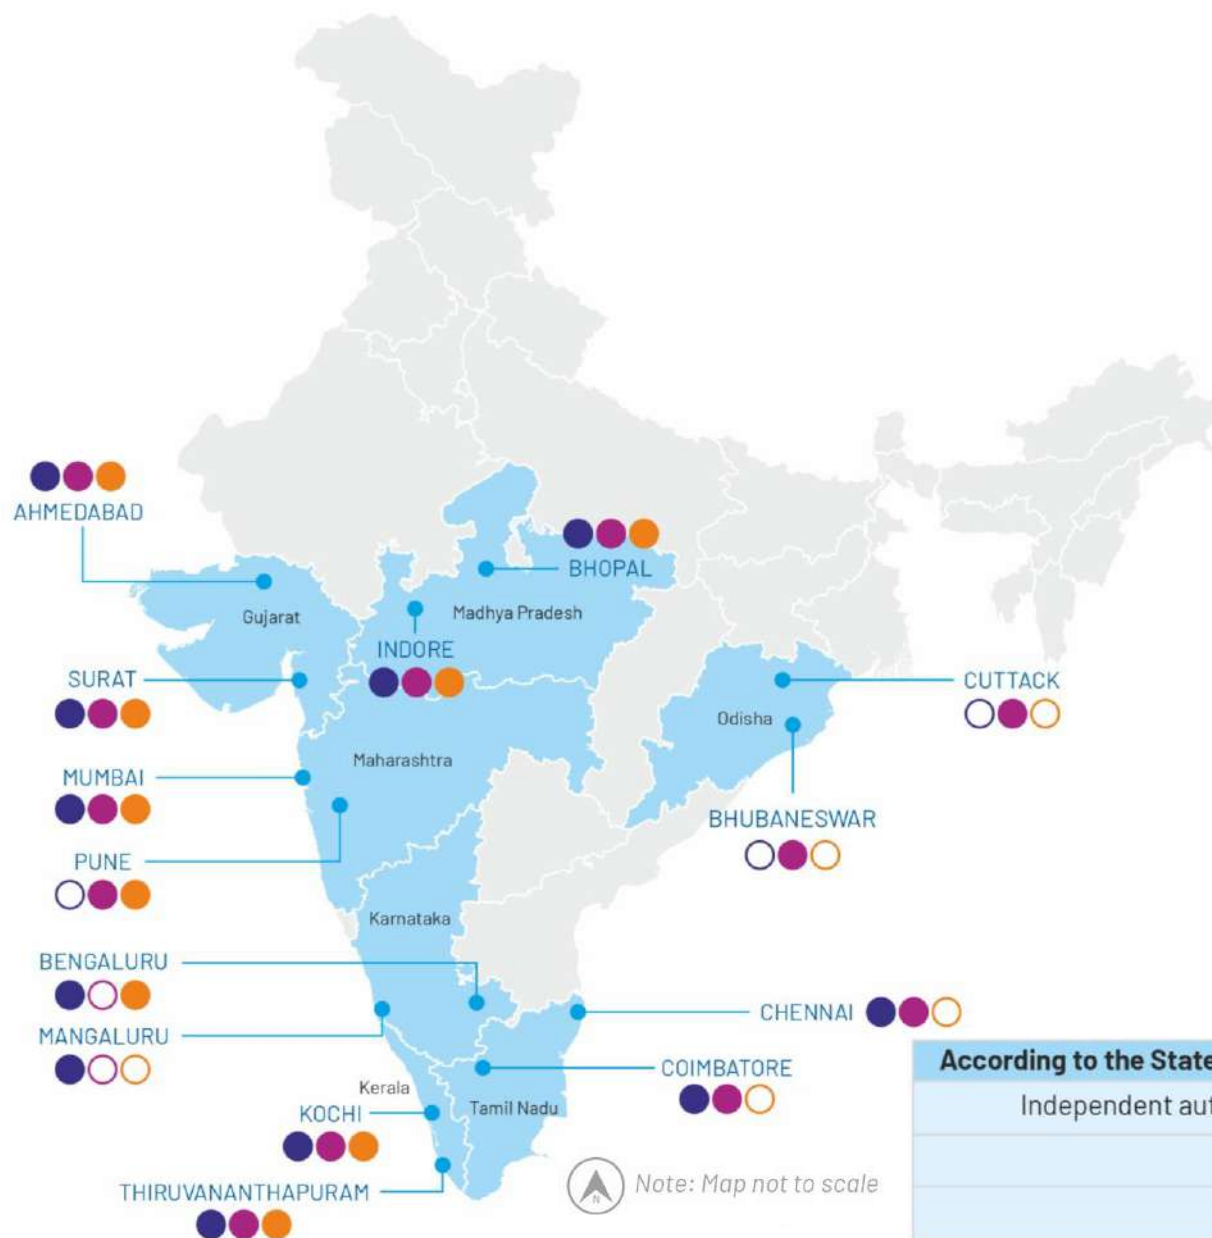 AHMEDABAD
BHOPAL
Gujarat
Madhya Pradesh
INDORE
SURAT
CUTTACK
Odisha
Maharashtra
MUMBAI
BHUBANESWAR
PUNE
Karnataka
BENGALURU
CHENNAI
MANGALURU
According to the State
COIMBATORE
Kerala
Independent aut
Tamil Nadu
KOCHI
N
Note: Map not to scale
THIRUVANANTHAPURAM